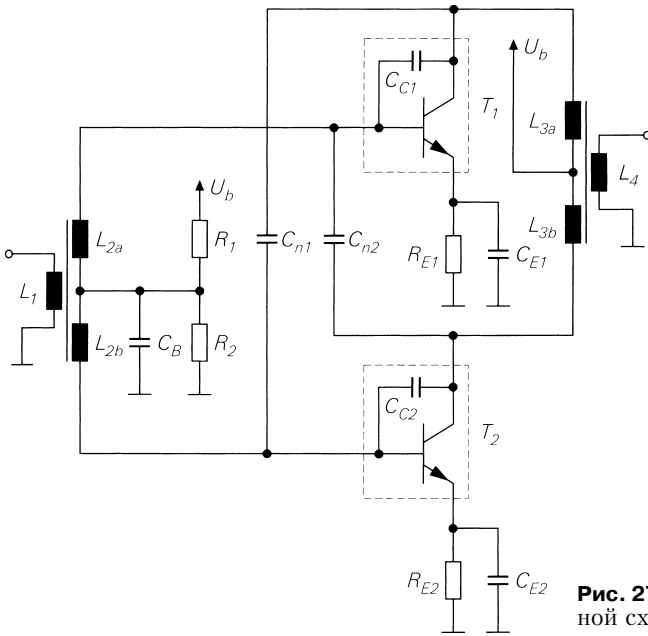 U_b
C_C1
T_1
L_3a
L_4
L_3b
U_b
L_2a
R_1
C_n1
C_n2
R_E1
C_E1
L_1
L_2b
C_B
R_2
C_C2
T_2
R_E2
C_E2
Рис. 27
ной сх